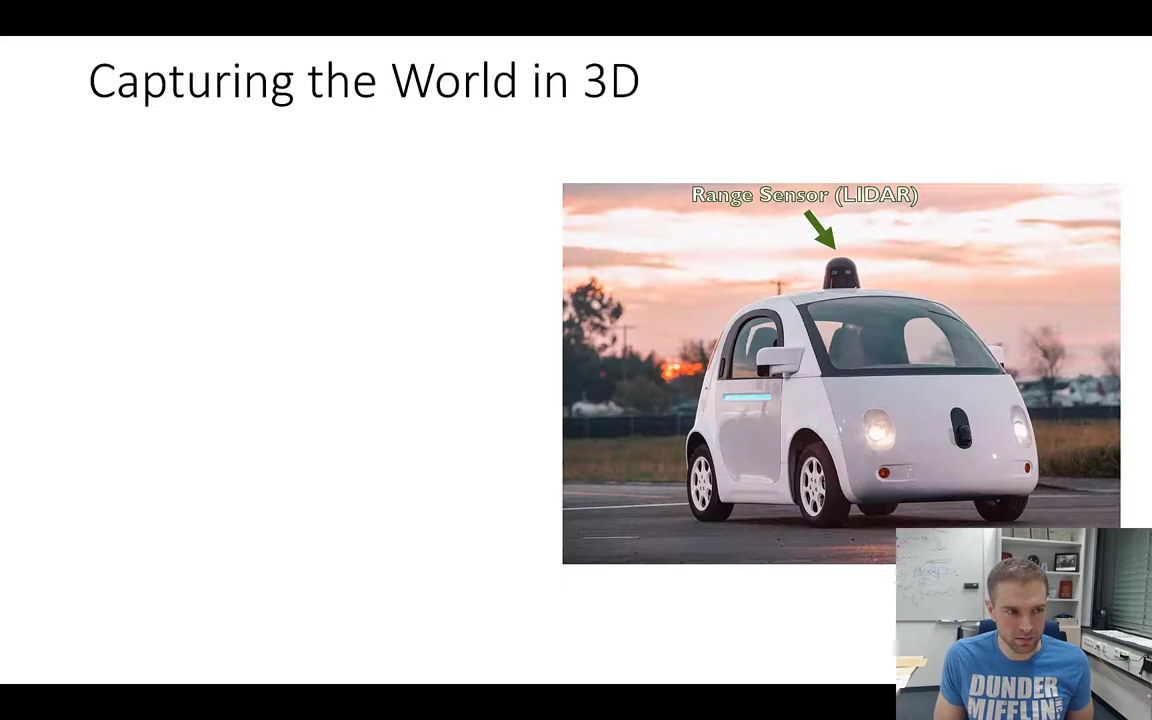 Capturing the World in 3D
Range Sensor (LIDAR)
DUNDER
MIFFLIN